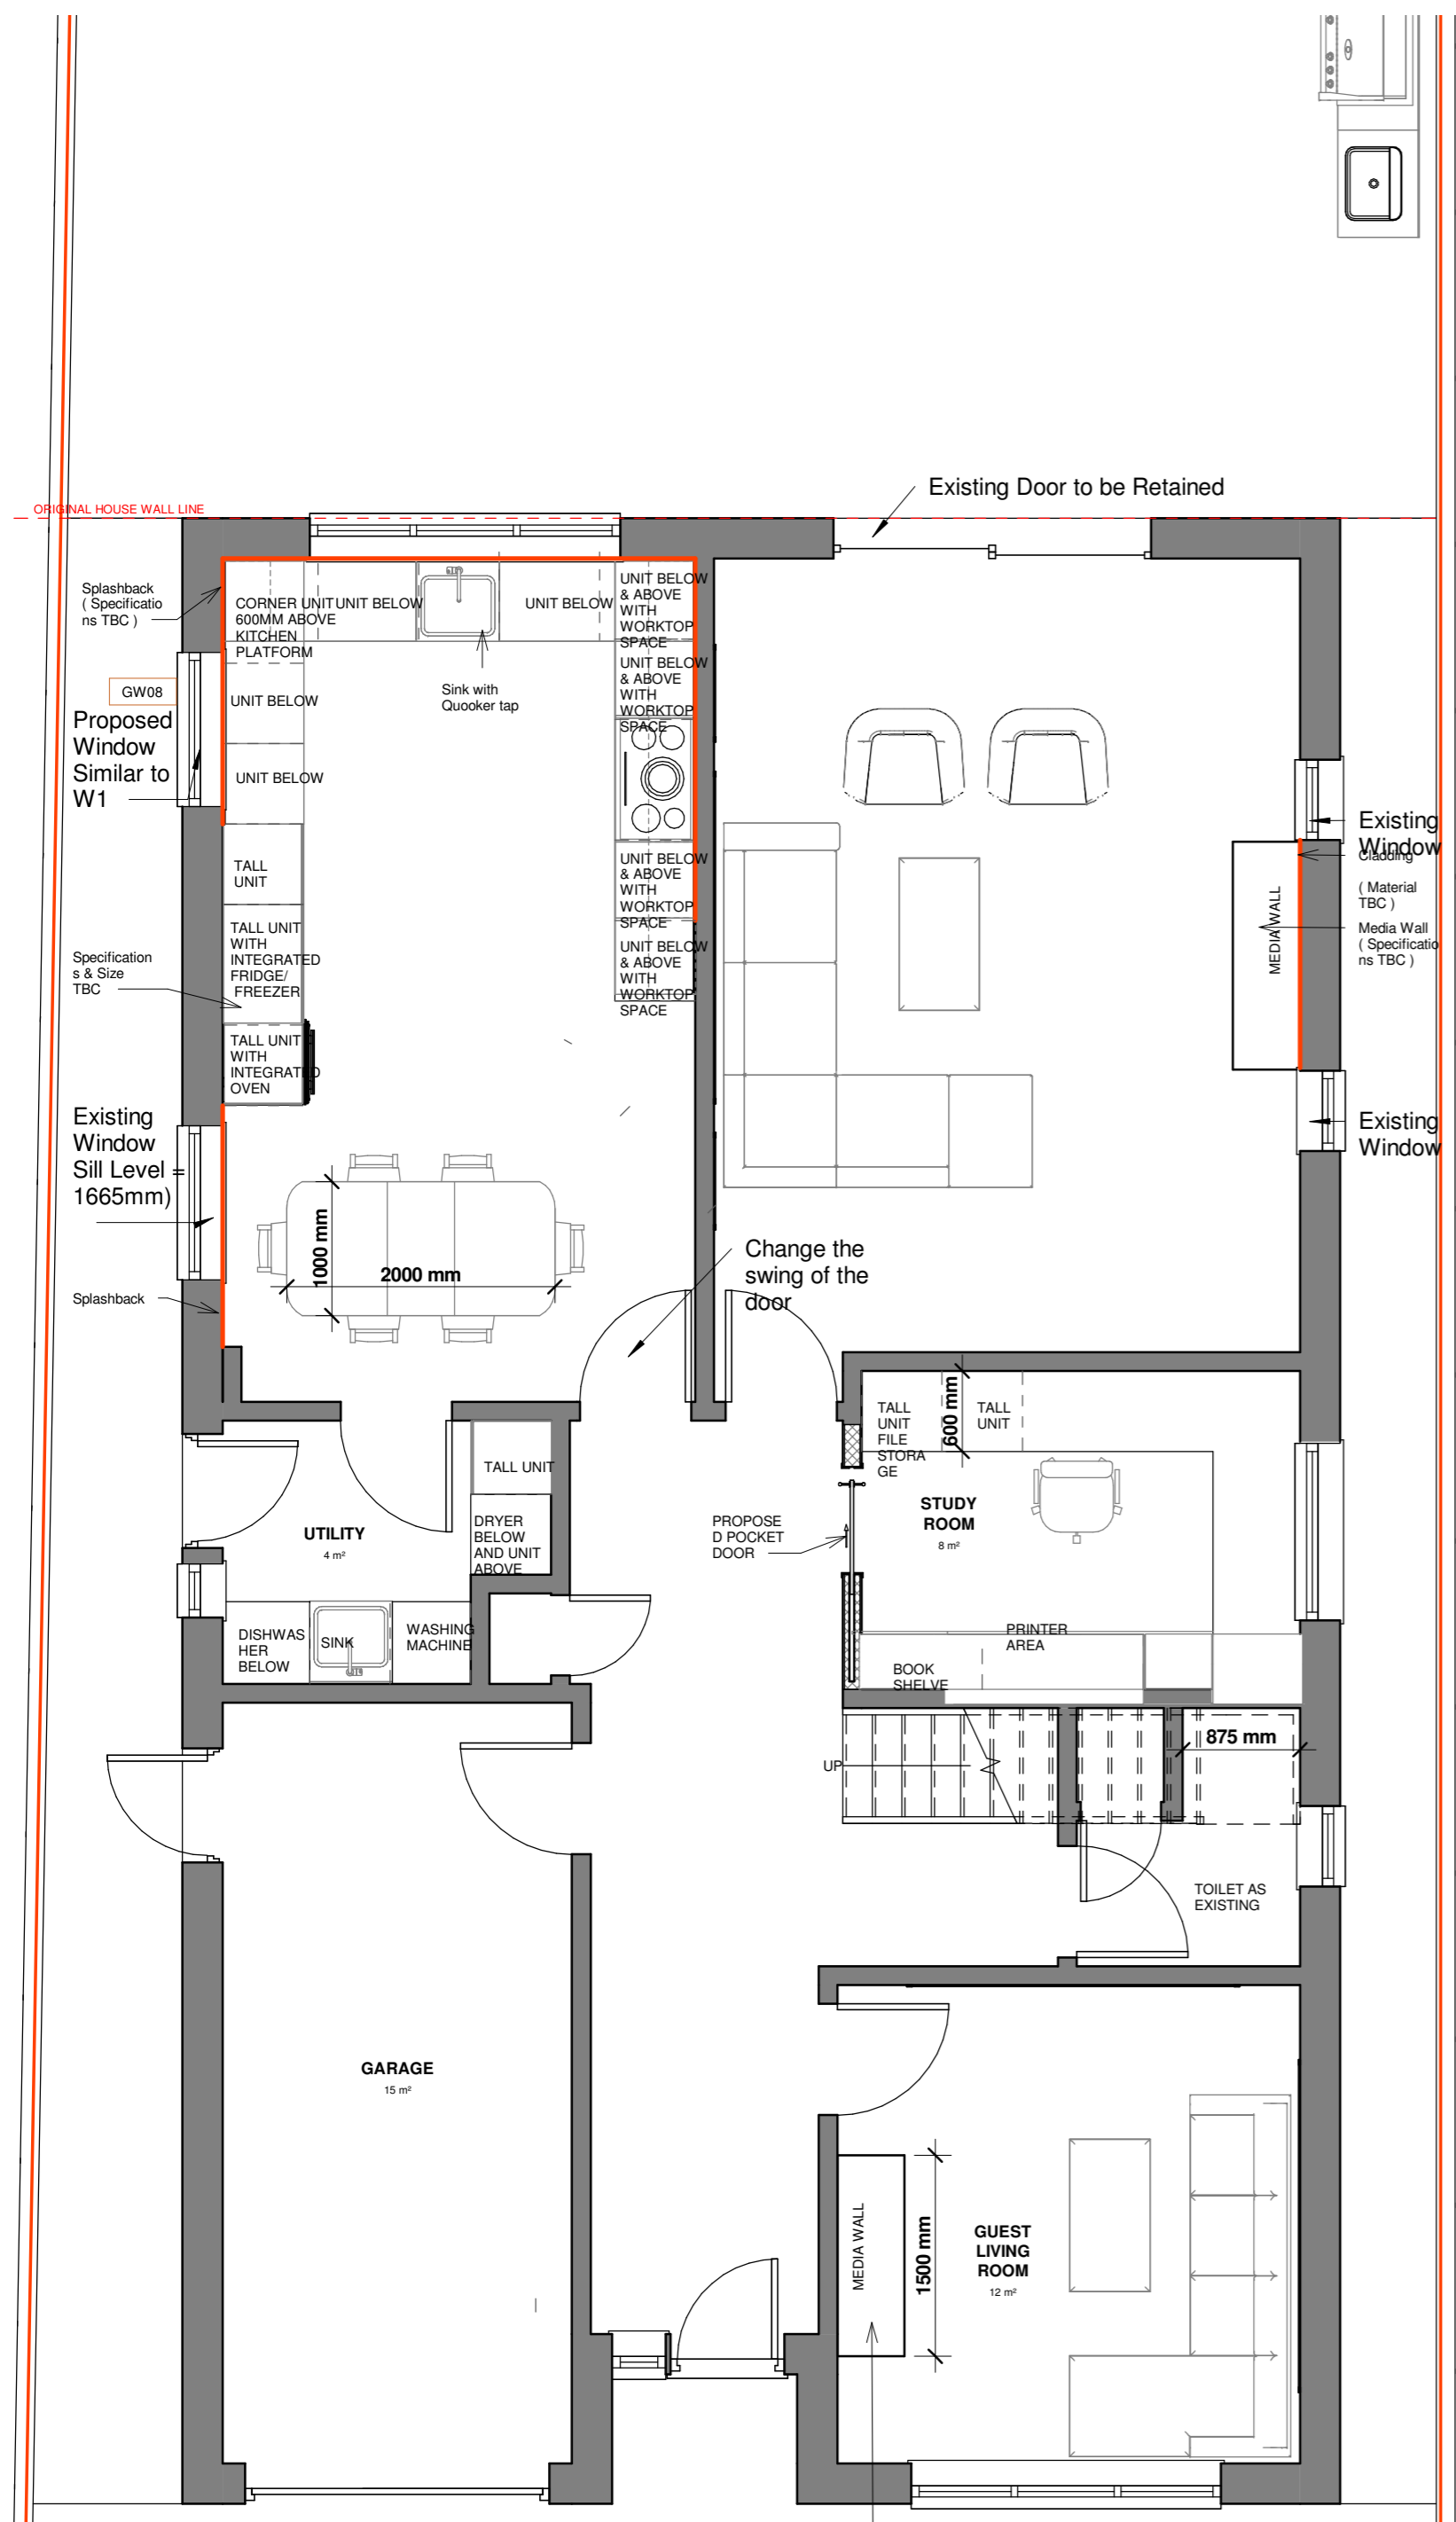 Existing Door to be Retained
ORIGINAL HOUSE WALL LINE
Splashback
( Specificatio
ns TBC )
CORNER UNIT
600MM ABOVE
KITCHEN
PLATFORM
UNIT BELOW
UNIT BELOW
UNIT BELOW
& ABOVE
WITH
WORKTOP
SPACE
UNIT BELOW
& ABOVE
WITH
WORKTOP
SPACE
GW08
Proposed
Window
Similar to
W1
UNIT BELOW
Sink with
Quooker tap
UNIT BELOW
TALL
UNIT
UNIT BELOW
& ABOVE
WITH
WORKTOP
SPACE
UNIT BELOW
& ABOVE
WITH
WORKTOP
SPACE
TALL UNIT
WITH
INTEGRATED
FRIDGE/
FREEZER
Specification
s & Size
TBC
TALL UNIT
WITH
INTEGRATED
OVEN
Existing
Window
Cladding
( Material
TBC )
MEDIA WALL
Media Wall
( Specificatio
ns TBC )
Existing
Window
Existing
Window
Sill Level =
1665mm)
1000 mm
2000 mm
Splashback
Change the
swing of the
door
TALL
UNIT
FILE
STORA
GE
600 mm
TALL
UNIT
TALL UNIT
DRYER
BELOW
AND UNIT
ABOVE
UTILITY
4 m²
PROPOSE
D POCKET
DOOR
STUDY
ROOM
8 m²
DISHWAS
HER
BELOW
SINK
WASHING
MACHINE
PRINTER
AREA
BOOK
SHELVE
UP
875 mm
TOILET AS
EXISTING
GARAGE
15 m²
MEDIA WALL
1500 mm
GUEST
LIVING
ROOM
12 m²